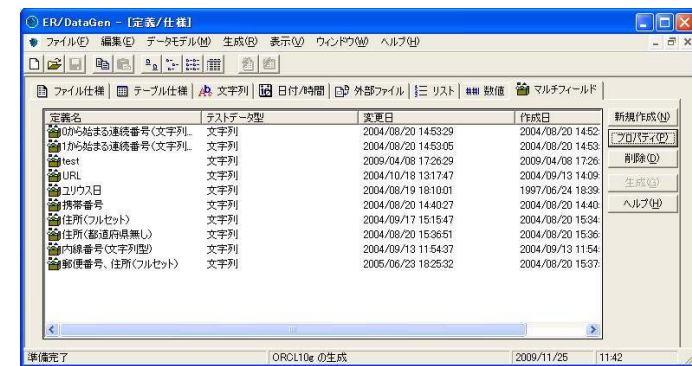 ER/DataGen - [定義/仕様]
ファイル(F) 編集(E) データモデル(M) 生成(R) 表示(V) ウィンドウ(W) ヘルプ(H)
ファイル仕様 テーブル仕様 文字列 日付/時間 外部ファイル リスト 数値 マルチフィールド
定義名 テストデータ型 変更日 作成日 新規作成(N)
0から始まる連続番号(文字列... 文字列 2004/08/20 14:53:29 2004/08/20 14:52:
1から始まる連続番号(文字列... 文字列 2004/08/20 14:53:05 2004/08/20 14:53: プロパティ(P)
test 文字列 2009/04/08 17:26:29 2009/04/08 17:26: 削除(D)
URL 文字列 2004/10/18 13:17:47 2004/09/13 14:09:
ユリウス日 文字列 2004/08/19 18:10:01 1997/06/24 18:39: 生成(G)
携帯番号 文字列 2004/08/20 14:40:27 2004/08/20 14:40: ヘルプ(H)
住所(フルセット) 文字列 2004/09/17 15:15:47 2004/08/20 15:34:
住所(都道府県無し) 文字列 2004/08/20 15:36:51 2004/08/20 15:36:
内線番号(文字列型) 文字列 2004/09/13 11:54:37 2004/09/13 11:54:
郵便番号、住所(フルセット) 文字列 2005/06/23 18:25:32 2004/08/20 15:37:
準備完了 ORCL10g の生成 2009/11/25 11:42